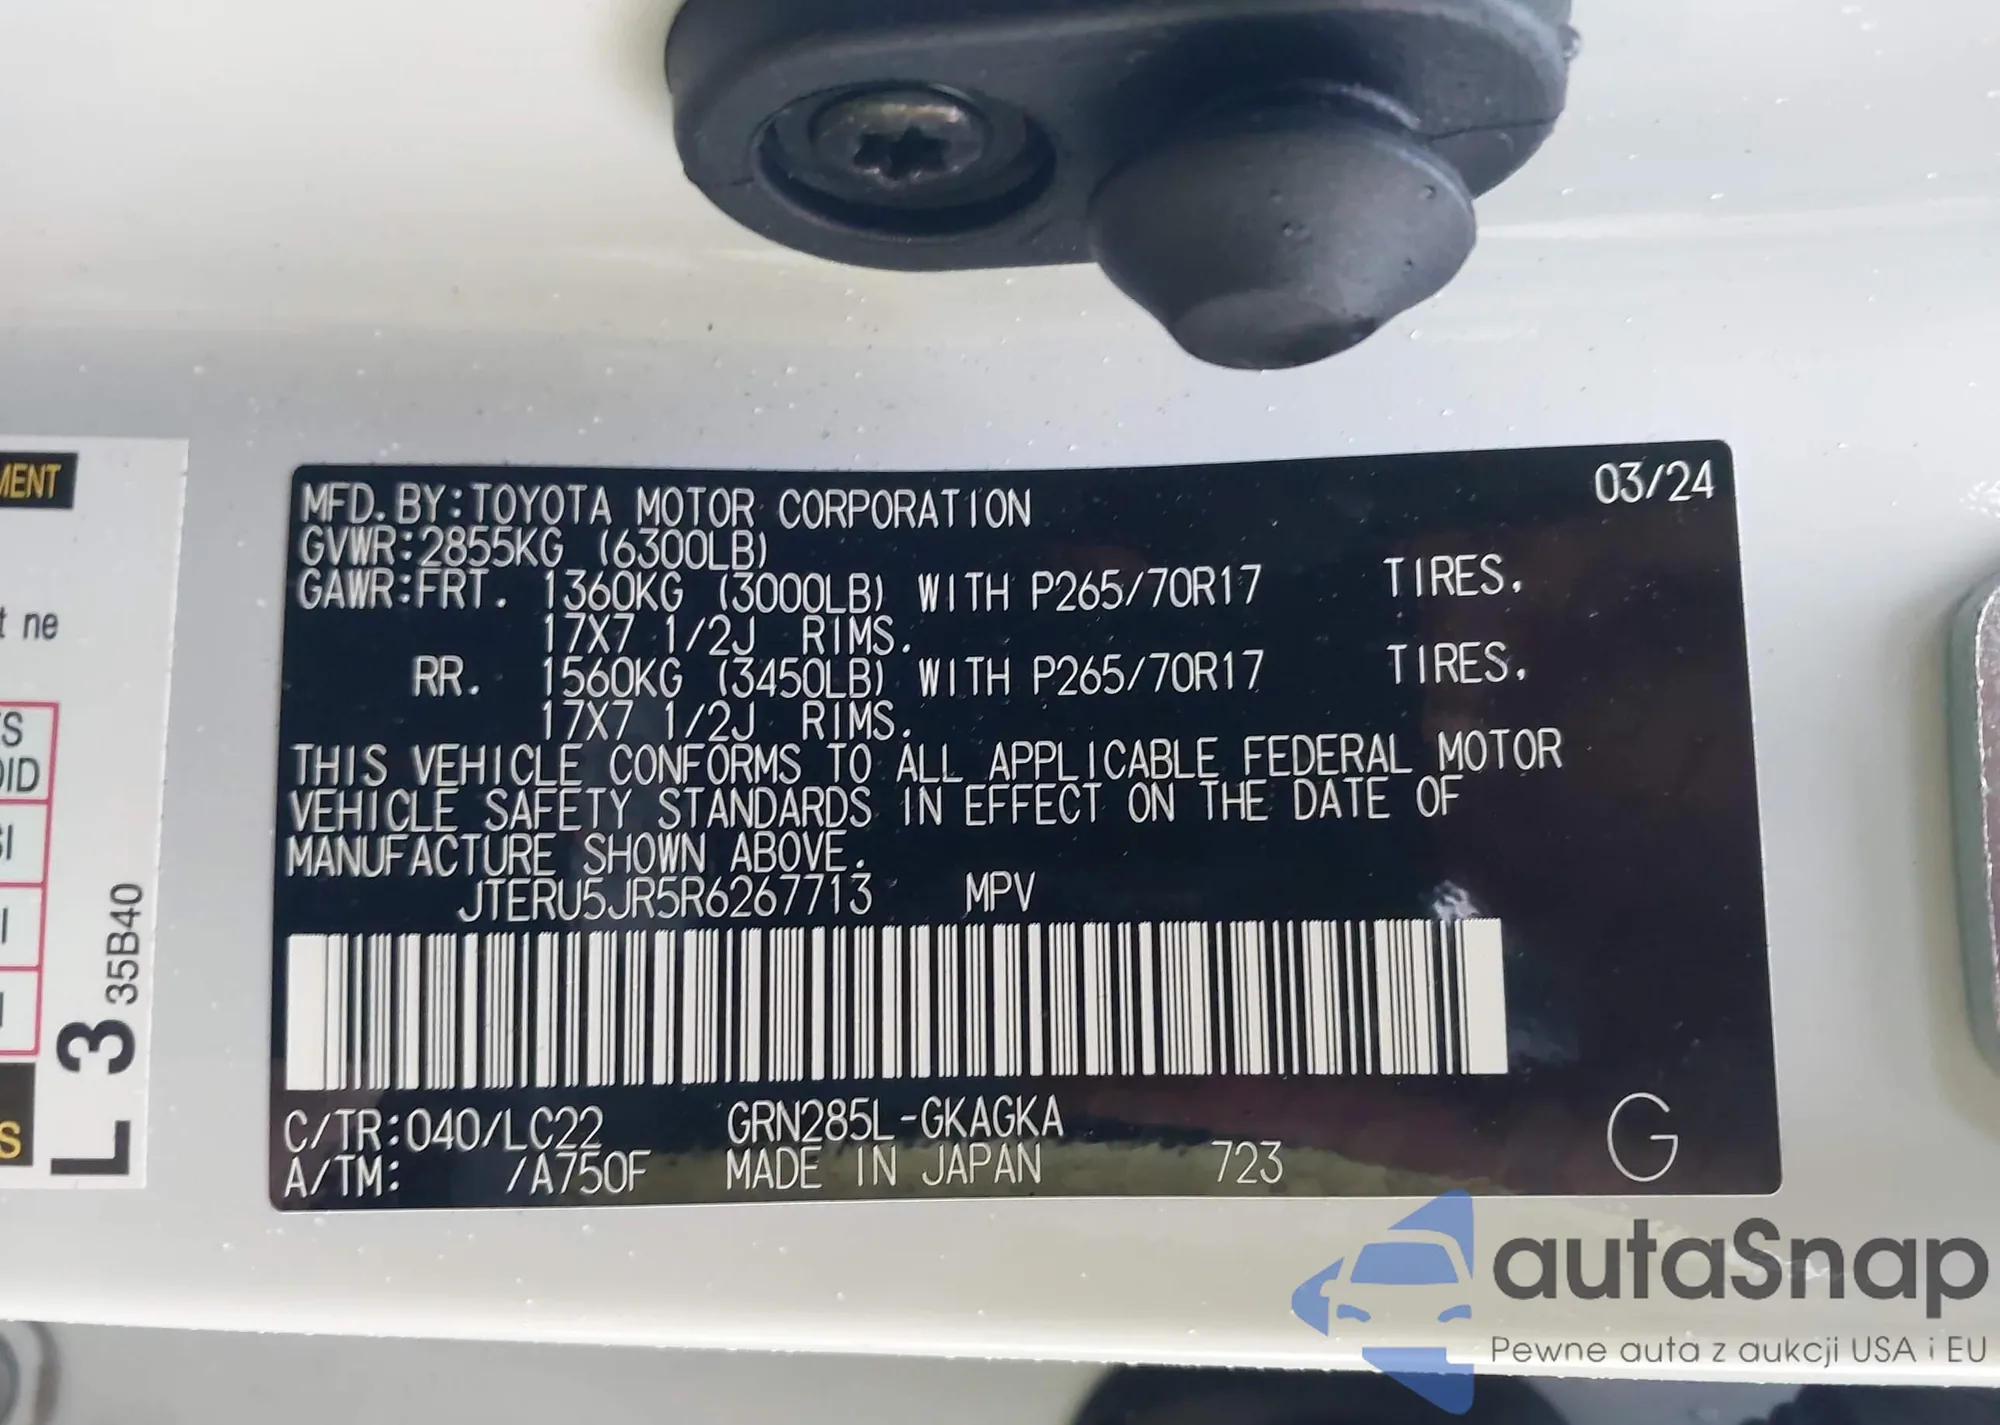 03/24
MFD.BY:TOYOTA MOTOR CORPORATION
GVWR:2855KG (6300LB)
GAWR:FRT. 1360KG (3000LB) WITH P265/70R17 TIRES,
17X7 1/2J RIMS.
RR. 1560KG (3450LB) WITH P265/70R17 TIRES,
17X7 1/2J RIMS.
THIS VEHICLE CONFORMS TO ALL APPLICABLE FEDERAL MOTOR
VEHICLE SAFETY STANDARDS IN EFFECT ON THE DATE OF
MANUFACTURE SHOWN ABOVE.
JTERU5JR5R6267713 MPV
C/TR:040/LC22 GRN285L-GKAGKA
A/TM: /A750F MADE IN JAPAN 723 G
MENT
t ne
L 3 35B40
autaSnap
Pewne auta z aukcji USA i EU